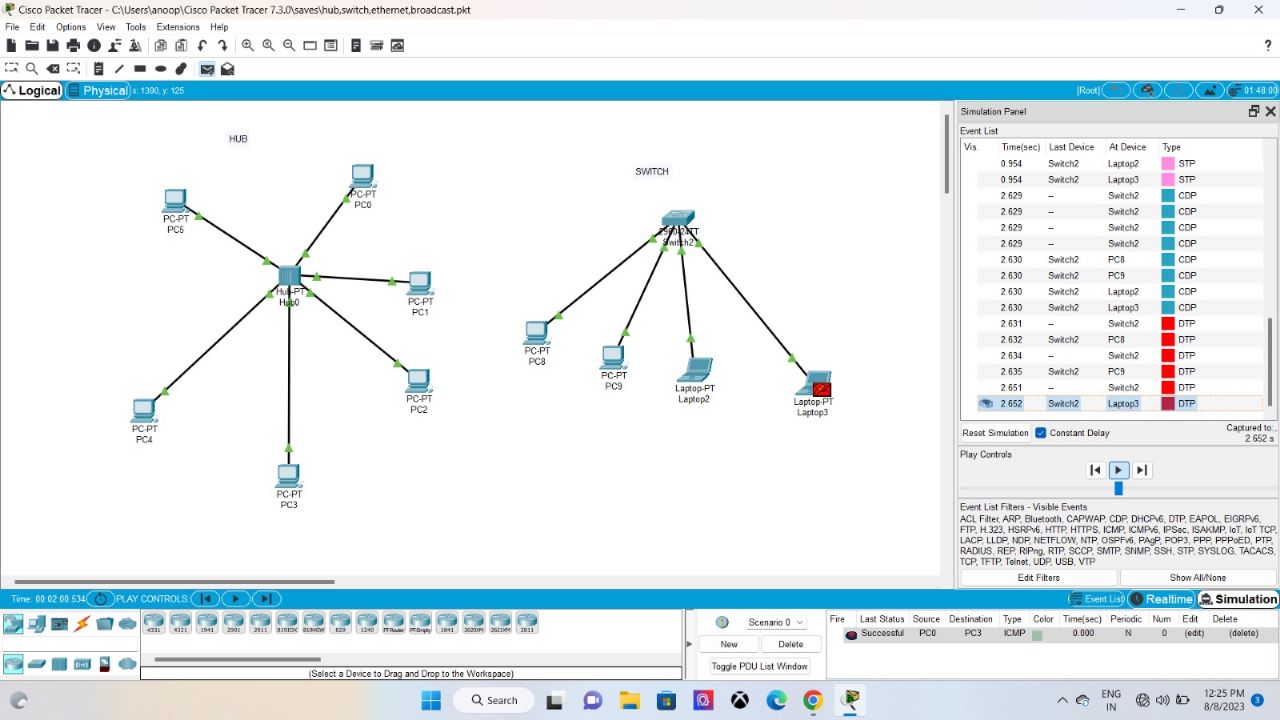 Cisco Packet Tracer - C:\Users\anoop\Cisco Packet Tracer 7.3.0\saves\hub,switch,ethernet,broadcast.pkt
File Edit Options View Tools Extensions Help
?
Logical Physical x: 1390, y: 125 [Root] 01:48:00
HUB
SWITCH
PC-PT
PC0
PC-PT
PC5
Hub-PT
Hub0
PC-PT
PC1
PC-PT
PC2
PC-PT
PC4
PC-PT
PC3
2960-24TT
Switch2
PC-PT
PC8
PC-PT
PC9
Laptop-PT
Laptop2
Laptop-PT
Laptop3
Simulation Panel
Event List
Vis. Time(sec) Last Device At Device Type
0.954 Switch2 Laptop2 STP
0.954 Switch2 Laptop3 STP
2.629 -- Switch2 CDP
2.629 -- Switch2 CDP
2.629 -- Switch2 CDP
2.629 -- Switch2 CDP
2.630 Switch2 PC8 CDP
2.630 Switch2 PC9 CDP
2.630 Switch2 Laptop2 CDP
2.630 Switch2 Laptop3 CDP
2.631 -- Switch2 DTP
2.632 Switch2 PC8 DTP
2.634 -- Switch2 DTP
2.635 Switch2 PC9 DTP
2.651 -- Switch2 DTP
2.652 Switch2 Laptop3 DTP
Reset Simulation Constant Delay Captured to:
2.652 s
Play Controls
Event List Filters - Visible Events
ACL Filter, ARP, Bluetooth, CAPWAP, CDP, DHCPv6, DTP, EAPOL, EIGRPv6,
FTP, H.323, HSRPv6, HTTP, HTTPS, ICMP, ICMPv6, IPSec, ISAKMP, IoT, IoT TCP,
LACP, LLDP, NDP, NETFLOW, NTP, OSPFv6, PAgP, POP3, PPP, PPPoED, PTP,
RADIUS, REP, RIPng, RTP, SCCP, SMTP, SNMP, SSH, STP, SYSLOG, TACACS,
TCP, TFTP, Telnet, UDP, USB, VTP
Edit Filters Show All/None
Time: 00:02:00.534 PLAY CONTROLS: Event List Realtime Simulation
4331 4321 1941 2901 2911 819IOX 819HGW 829 1240 PT-Router PT-Empty 1841 2620XM 2621XM 2811
(Select a Device to Drag and Drop to the Workspace)
Scenario 0
New Delete
Toggle PDU List Window
Fire Last Status Source Destination Type Color Time(sec) Periodic Num Edit Delete
Successful PC0 PC3 ICMP 0.000 N 0 (edit) (delete)
Search
ENG
IN
12:25 PM
8/8/2023
3